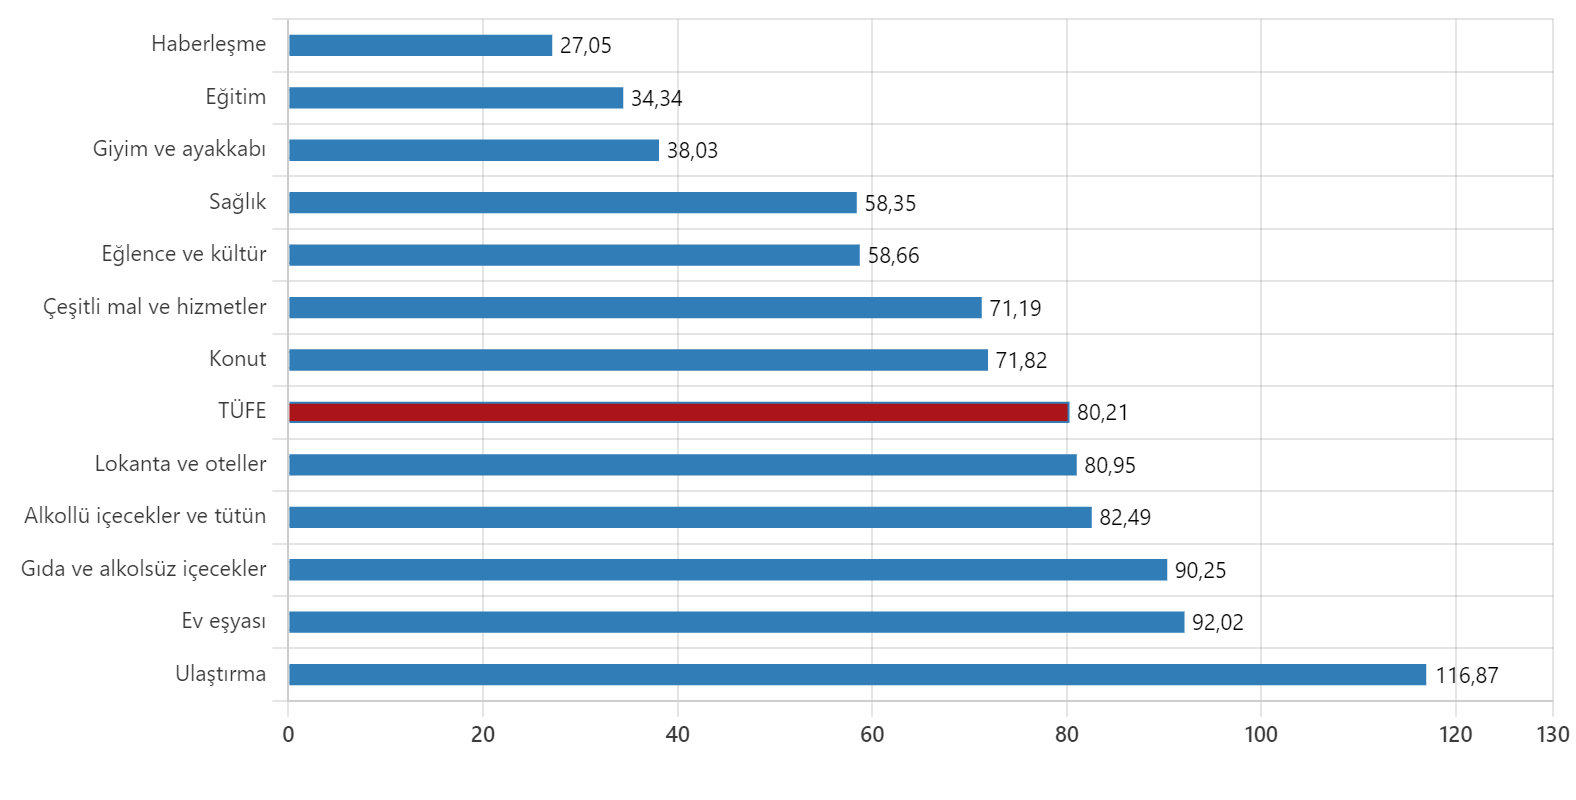 Haberleşme 27,05
Eğitim 34,34
Giyim ve ayakkabı 38,03
Sağlık 58,35
Eğlence ve kültür 58,66
Çeşitli mal ve hizmetler 71,19
Konut 71,82
TÜFE 80,21
Lokanta ve oteller 80,95
Alkollü içecekler ve tütün 82,49
Gıda ve alkolsüz içecekler 90,25
Ev eşyası 92,02
Ulaştırma 116,87
0 20 40 60 80 100 120 130